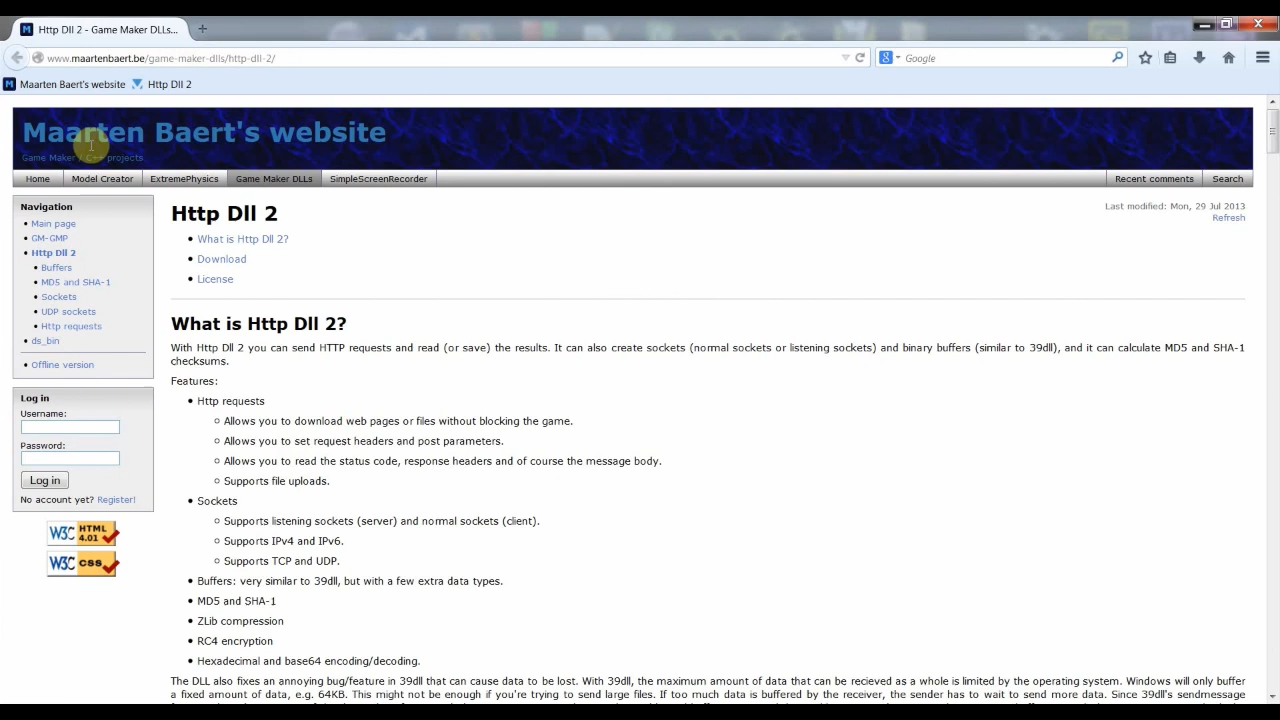 Http Dll 2 - Game Maker DLLs...
www.maartenbaert.be/game-maker-dlls/http-dll-2/
Google
Maarten Baert's website Http Dll 2
Maarten Baert's website
Game Maker / C++ projects
Home Model Creator ExtremePhysics Game Maker DLLs SimpleScreenRecorder Recent comments Search
Navigation
Main page
GM-GMP
Http Dll 2
Buffers
MD5 and SHA-1
Sockets
UDP sockets
Http requests
ds_bin
Offline version
Log in
Username:
Password:
Log in
No account yet? Register!
W3C HTML 4.01
W3C css
Http Dll 2
Last modified: Mon, 29 Jul 2013
Refresh
What is Http Dll 2?
Download
License
What is Http Dll 2?
With Http Dll 2 you can send HTTP requests and read (or save) the results. It can also create sockets (normal sockets or listening sockets) and binary buffers (similar to 39dll), and it can calculate MD5 and SHA-1
checksums.
Features:
Http requests
Allows you to download web pages or files without blocking the game.
Allows you to set request headers and post parameters.
Allows you to read the status code, response headers and of course the message body.
Supports file uploads.
Sockets
Supports listening sockets (server) and normal sockets (client).
Supports IPv4 and IPv6.
Supports TCP and UDP.
Buffers: very similar to 39dll, but with a few extra data types.
MD5 and SHA-1
ZLib compression
RC4 encryption
Hexadecimal and base64 encoding/decoding.
The DLL also fixes an annoying bug/feature in 39dll that can cause data to be lost. With 39dll, the maximum amount of data that can be recieved as a whole is limited by the operating system. Windows will only buffer
a fixed amount of data, e.g. 64KB. This might not be enough if you're trying to send large files. If too much data is buffered by the receiver, the sender has to wait to send more data. Since 39dll's sendmessage